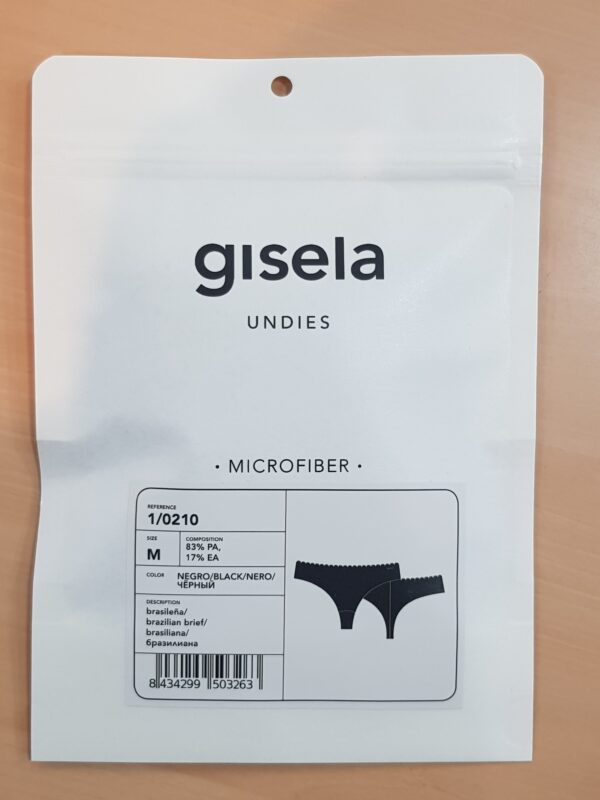 gisela
UNDIES
• MICROFIBER •
REFERENCE
1/0210
SIZE
M
COMPOSITION
83% PA,
17% EA
COLOR
NEGRO/BLACK/NERO/
ЧЁРНЫЙ
DESCRIPTION
brasileña/
brazilian brief/
brasiliana/
бразилиана
8 434299 503263